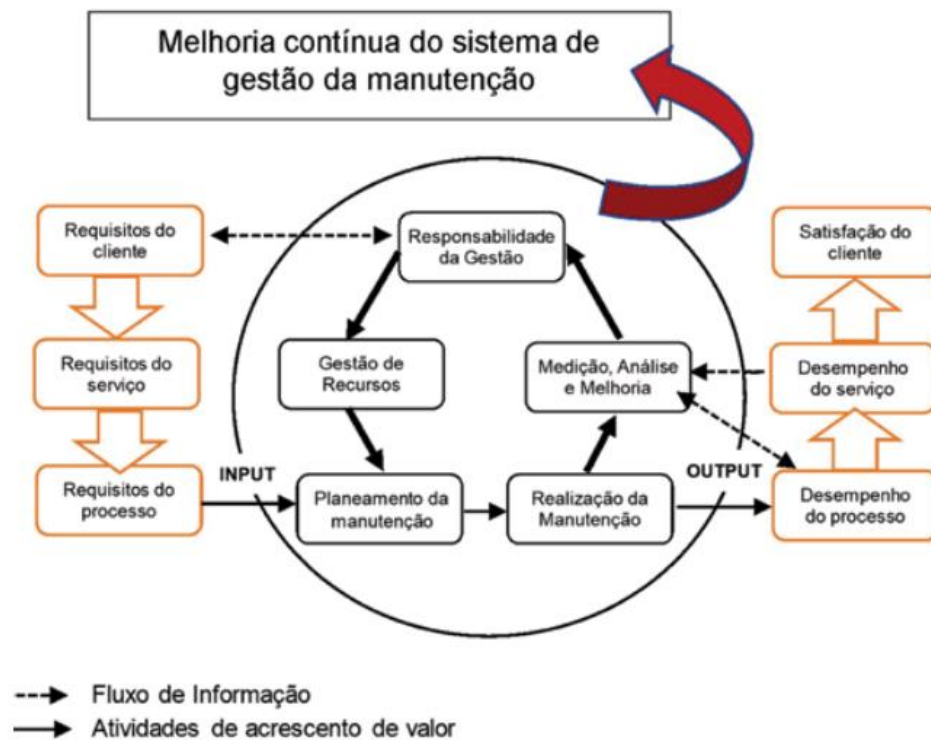 Melhoria contínua do sistema de
gestão da manutenção
Requisitos do
cliente
Responsabilidade
da Gestão
Satisfação do
cliente
Requisitos do
serviço
Gestão de
Recursos
Medição, Análise
e Melhoria
Desempenho
do serviço
INPUT
OUTPUT
Requisitos do
processo
Planeamento da
manutenção
Realização da
Manutenção
Desempenho
do processo
Fluxo de Informação
Atividades de acrescento de valor